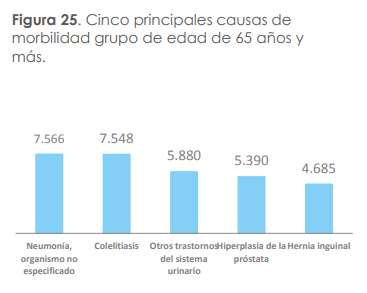 Figura 25. Cinco principales causas de
morbilidad grupo de edad de 65 años y
más.
7.566
7.548
5.880
5.390
4.685
Neumonía,
organismo no
especificado
Colelitiasis
Otros trastornos
del sistema
urinario
Hiperplasia de la
próstata
Hernia inguinal